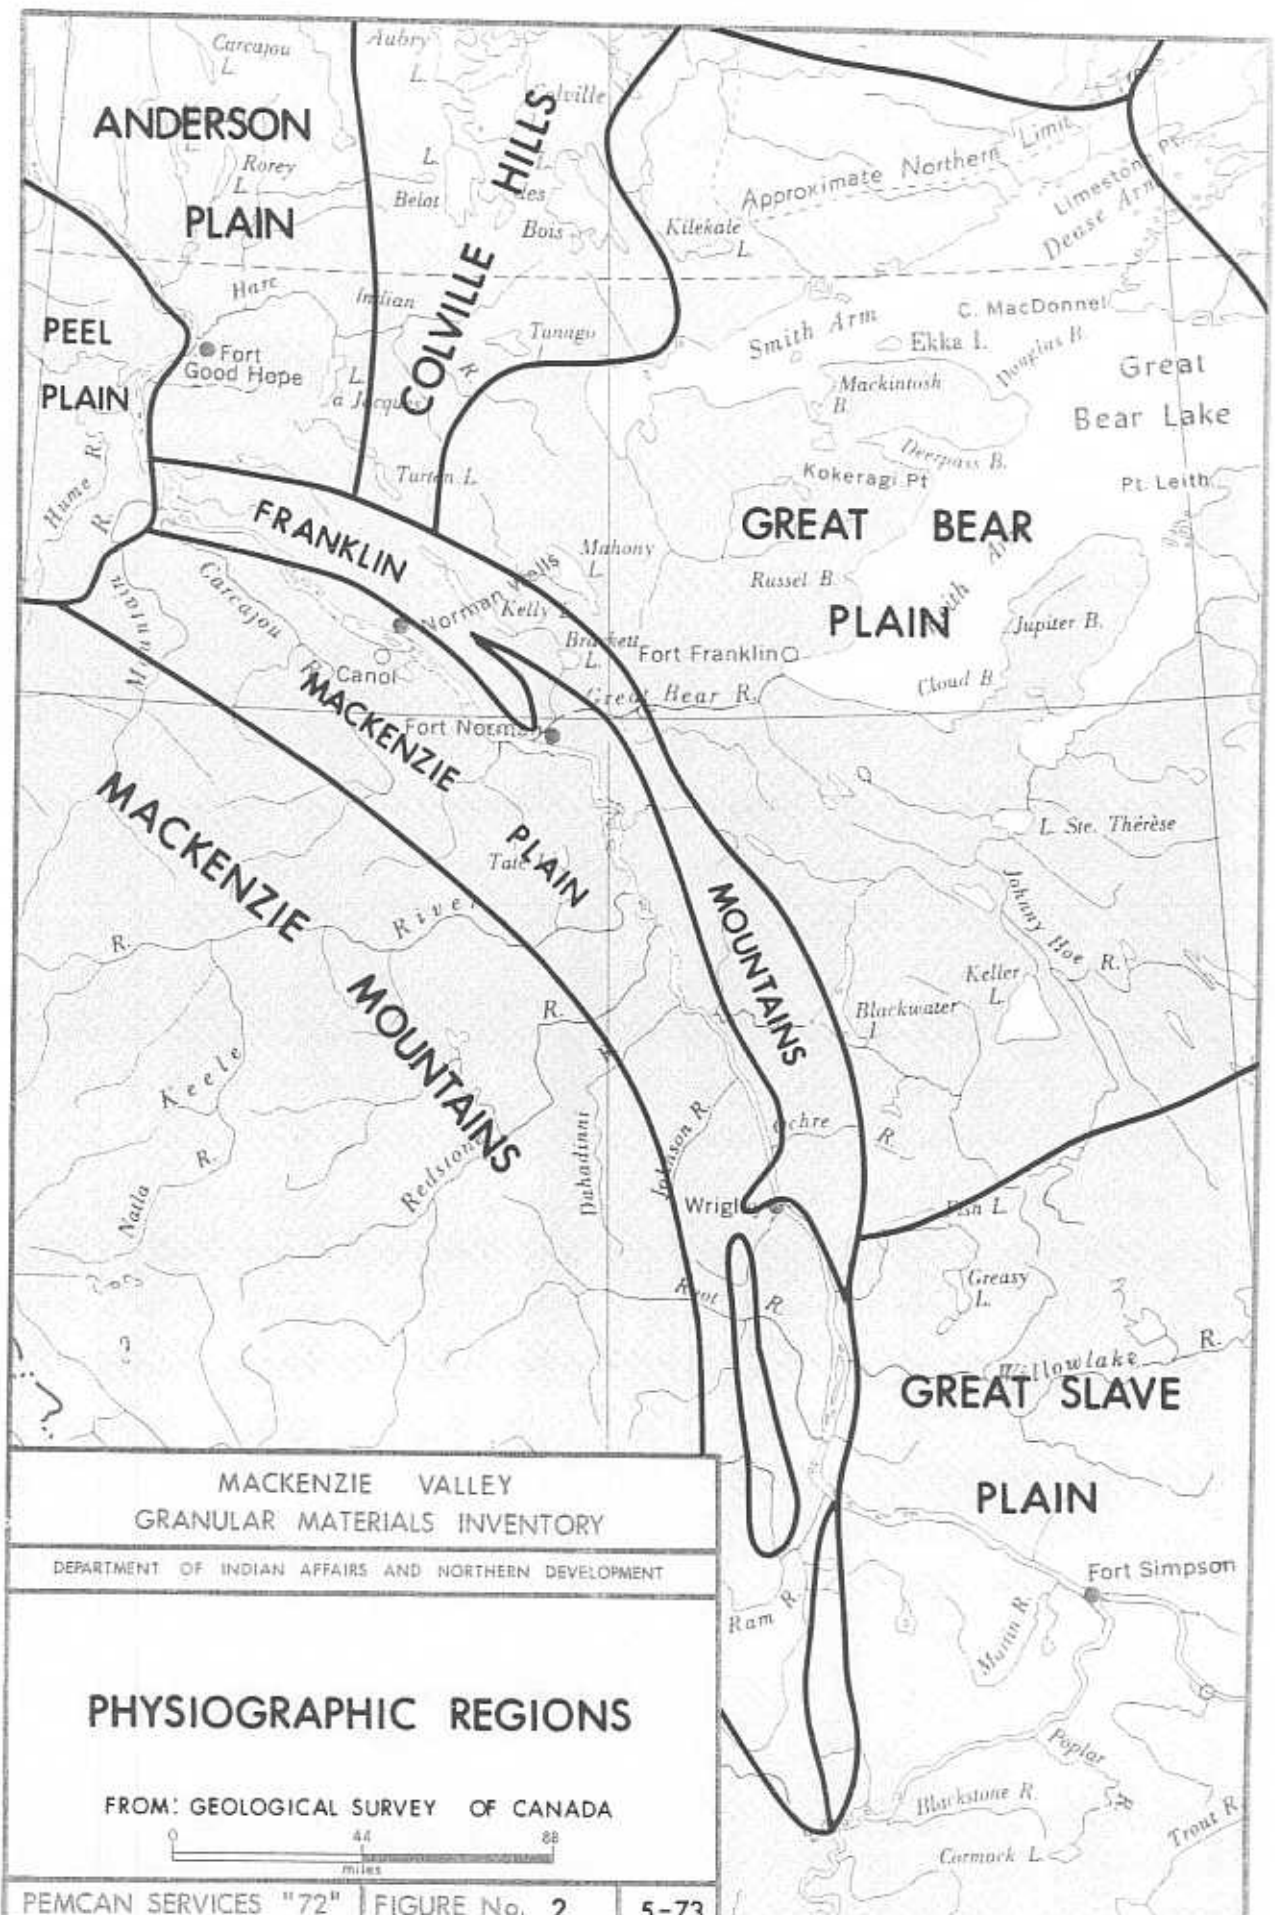 Carcajou
L.
Aubry
L.
Colville
ANDERSON
PLAIN
Rorey
L.
L.
Belot
des
Bois
COLVILLE HILLS
Approximate Northern Limit
Limestone Pt.
Dease Arm
Kilekale
L.
PEEL
PLAIN
Hare
Indian
R.
Fort
Good Hope
L.
a Jacques
Tunago
Smith Arm
C. MacDonnel
Ekka I.
Douglas B.
Mackintosh
B
Great
Bear Lake
Deerpass B.
Kokeragi Pt
Pt. Leith
Hume R.
R.
Turton L.
FRANKLIN
GREAT BEAR
PLAIN
Mahony
L.
Russel B.
Jupiter B.
Cloud B
Mountain
Carcajou
R.
Norman Wells
Kelly L
Brackett
L.
Fort Franklin
Great Bear R.
Canol
MACKENZIE
Fort Norman
PLAIN
Tate L
L. Ste. Thérèse
MACKENZIE
MOUNTAINS
River
R.
MOUNTAINS
Johnny Hoe R.
Keller
L.
Blackwater
R.
R.
Keele
R.
Natla
Redstone
Dahadinni
Johnson R.
Ochre
R.
Wrigley
Fish L.
Greasy
L.
Root
R.
Willowlake R.
GREAT SLAVE
PLAIN
Fort Simpson
Martin R.
Ram R.
Poplar
R.
Blackstone R.
Trout R.
Cormack L.
MACKENZIE VALLEY
GRANULAR MATERIALS INVENTORY
DEPARTMENT OF INDIAN AFFAIRS AND NORTHERN DEVELOPMENT
PHYSIOGRAPHIC REGIONS
FROM: GEOLOGICAL SURVEY OF CANADA
0 44 88
miles
PEMCAN SERVICES "72" FIGURE No. 2 5-73